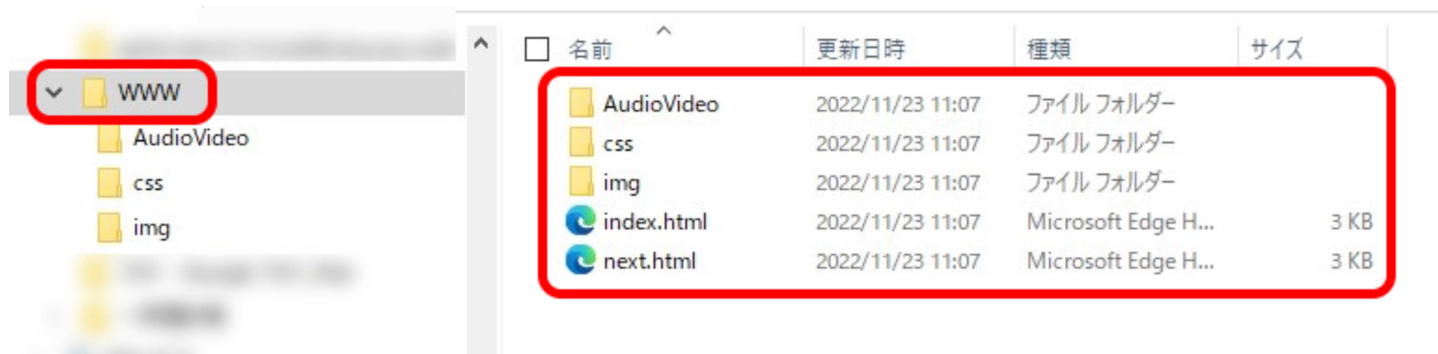 WWW
AudioVideo
css
img
名前 更新日時 種類 サイズ
AudioVideo 2022/11/23 11:07 ファイル フォルダー
css 2022/11/23 11:07 ファイル フォルダー
img 2022/11/23 11:07 ファイル フォルダー
index.html 2022/11/23 11:07 Microsoft Edge H... 3 KB
next.html 2022/11/23 11:07 Microsoft Edge H... 3 KB